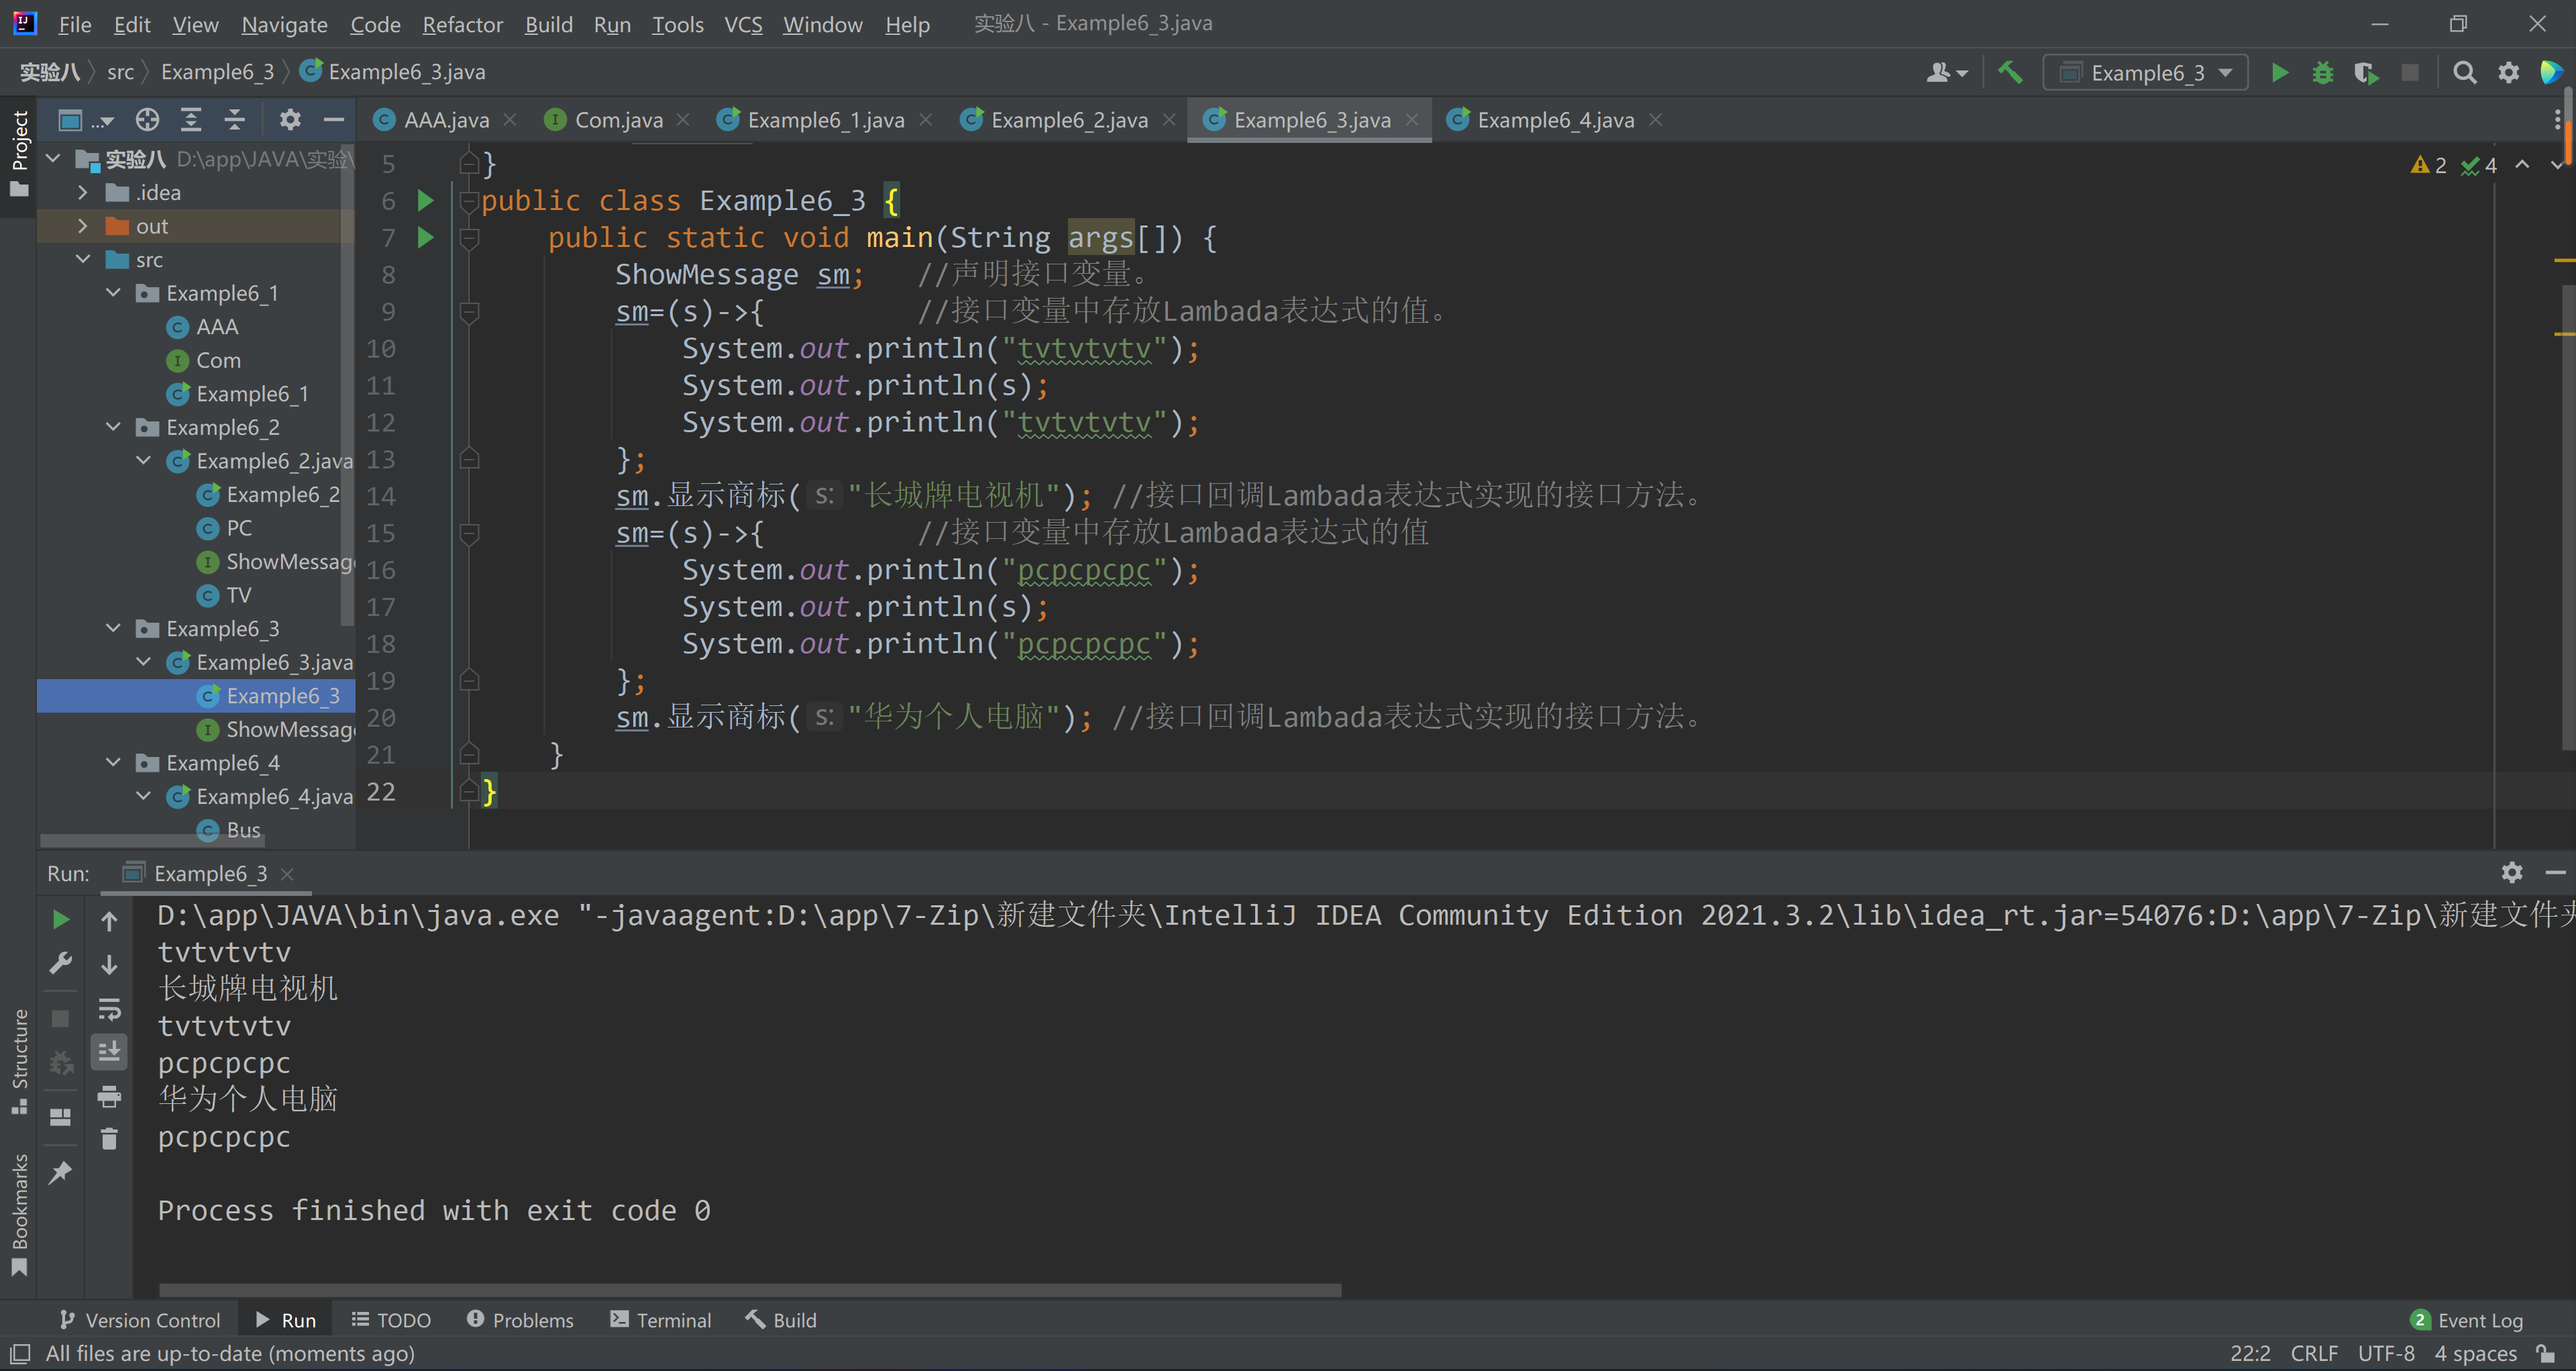 File Edit View Navigate Code Refactor Build Run Tools VCS Window Help 实验八 - Example6_3.java
实验八 src Example6_3 Example6_3.java
Example6_3
Project
AAA.java Com.java Example6_1.java Example6_2.java Example6_3.java Example6_4.java
实验八 D:\app\JAVA\实验\
.idea
out
src
Example6_1
AAA
Com
Example6_1
Example6_2
Example6_2.java
Example6_2
PC
ShowMessag
TV
Example6_3
Example6_3.java
Example6_3
ShowMessag
Example6_4
Example6_4.java
Bus
2 4
5 }
6 public class Example6_3 {
7 public static void main(String args[]) {
8 ShowMessage sm; //声明接口变量。
9 sm=(s)->{ //接口变量中存放Lambada表达式的值。
10 System.out.println("tvtvtvtv");
11 System.out.println(s);
12 System.out.println("tvtvtvtv");
13 };
14 sm.显示商标( s: "长城牌电视机"); //接口回调Lambada表达式实现的接口方法。
15 sm=(s)->{ //接口变量中存放Lambada表达式的值
16 System.out.println("pcpcpcpc");
17 System.out.println(s);
18 System.out.println("pcpcpcpc");
19 };
20 sm.显示商标( s: "华为个人电脑"); //接口回调Lambada表达式实现的接口方法。
21 }
22 }
Run: Example6_3
D:\app\JAVA\bin\java.exe "-javaagent:D:\app\7-Zip\新建文件夹\IntelliJ IDEA Community Edition 2021.3.2\lib\idea_rt.jar=54076:D:\app\7-Zip\新建文件夹
tvtvtvtv
长城牌电视机
tvtvtvtv
pcpcpcpc
华为个人电脑
pcpcpcpc
Process finished with exit code 0
Structure
Bookmarks
Version Control Run TODO Problems Terminal Build 2 Event Log
All files are up-to-date (moments ago) 22:2 CRLF UTF-8 4 spaces